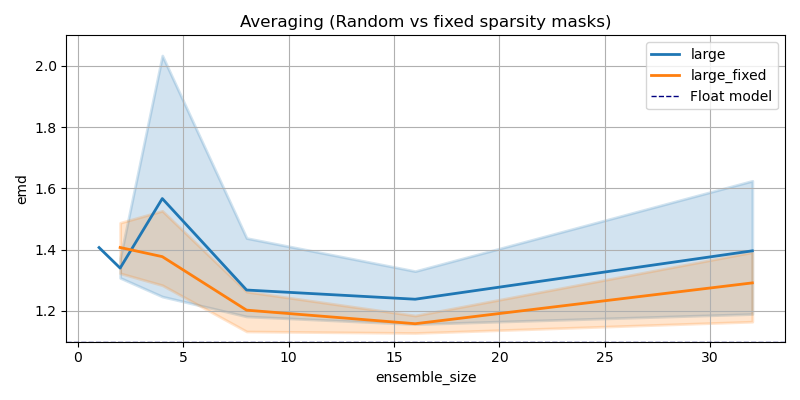 Averaging (Random vs fixed sparsity masks)
large
large_fixed
Float model
emd
2.0
1.8
1.6
1.4
1.2
0 5 10 15 20 25 30
ensemble_size